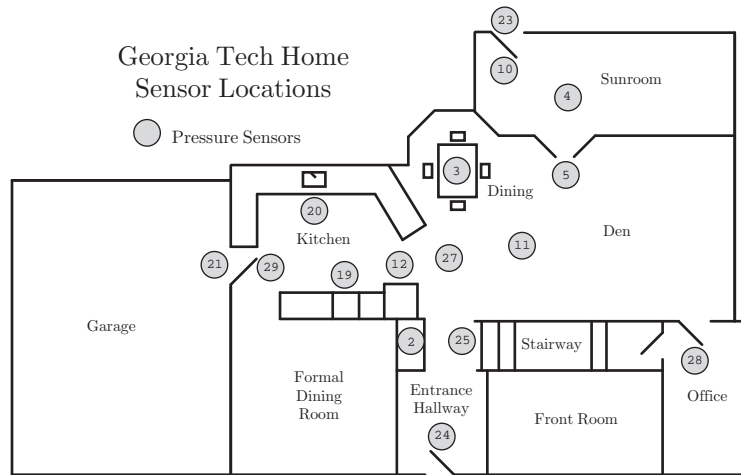 23
Georgia Tech Home
Sensor Locations
10
Sunroom
4
Pressure Sensors
3
5
Dining
20
Kitchen
11
Den
21
29
19
12
27
Garage
2
25
Stairway
28
Formal
Dining
Room
Entrance
Hallway
Office
Front Room
24